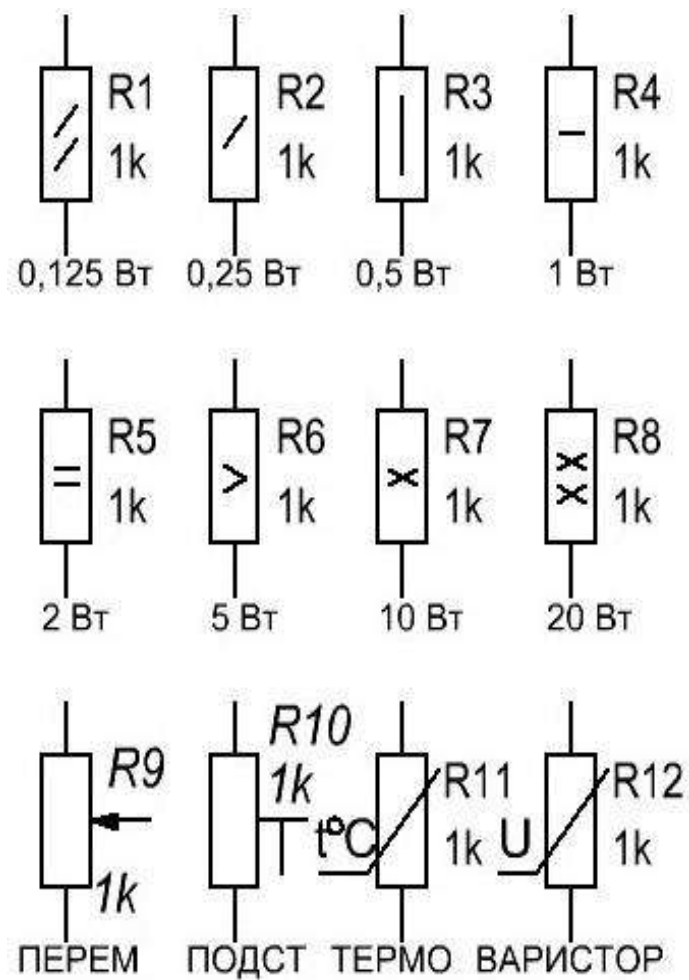 R1 R2 R3 R4
1k 1k 1k 1k
0,125 Вт 0,25 Вт 0,5 Вт 1 Вт
R5 R6 R7 R8
1k 1k 1k 1k
2 Вт 5 Вт 10 Вт 20 Вт
R9 R10 R11 R12
1k 1k t°C 1k U 1k
ПЕРЕМ ПОДСТ ТЕРМО ВАРИСТОР